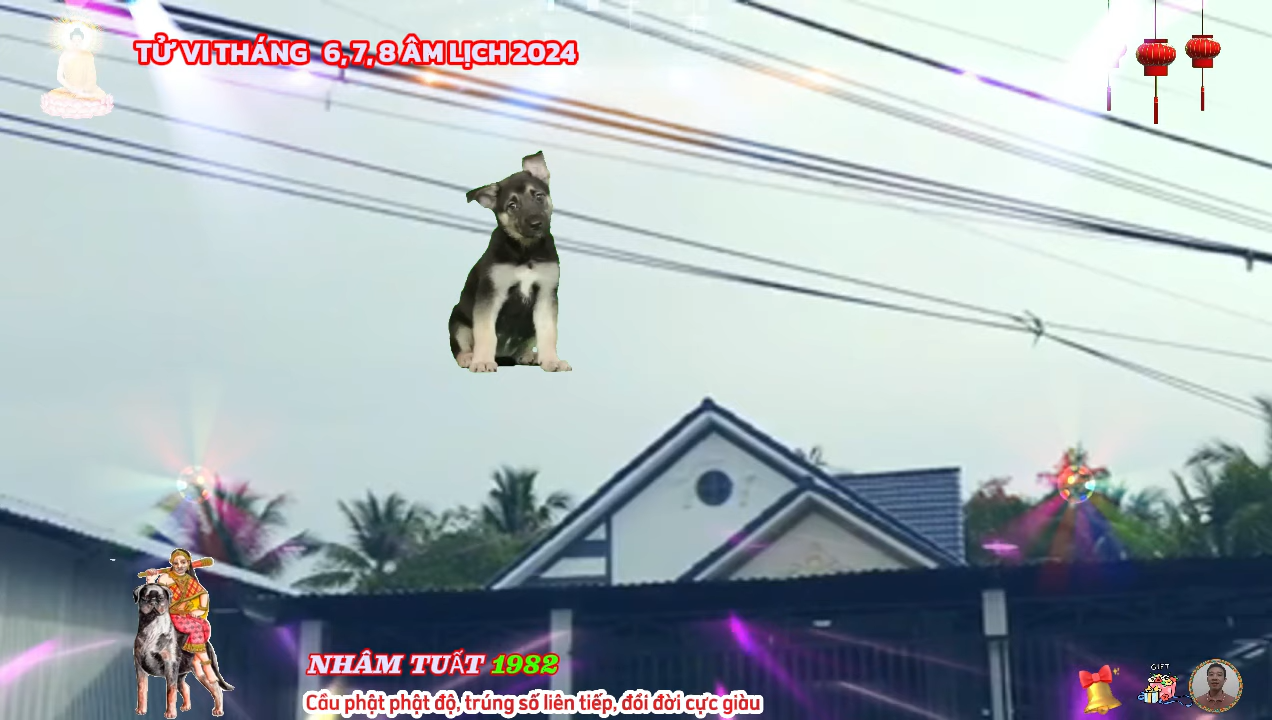 TỬ VI THÁNG 6, 7, 8 ÂM LỊCH 2024
NHÂM TUẤT 1982
Cầu phật phật độ, trúng số liên tiếp, đổi đời cực giàu
GIFT